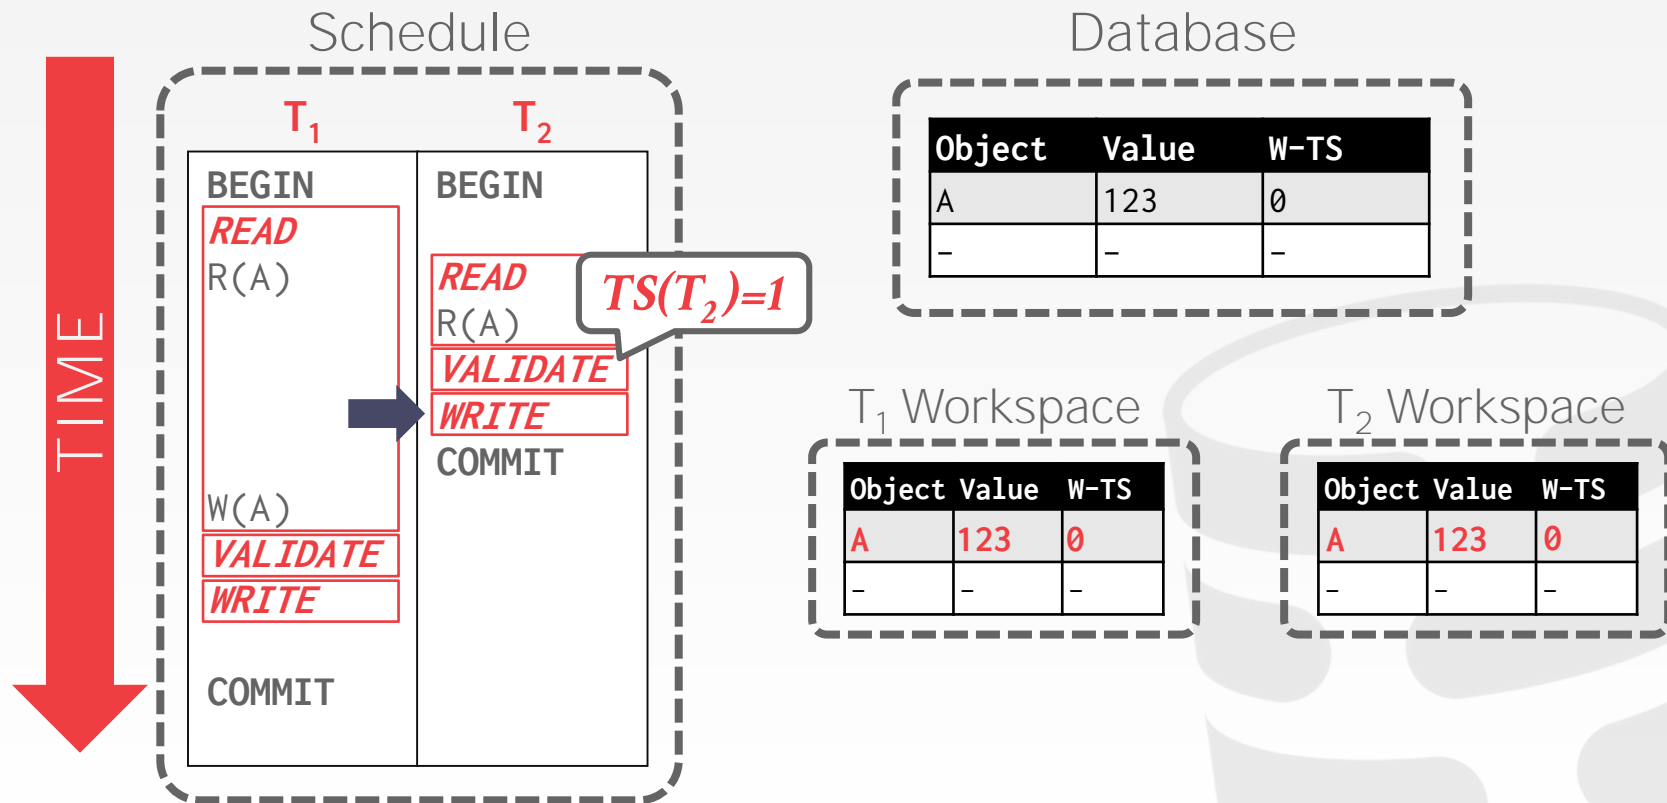 Schedule
Database
TIME
T1 T2
BEGIN BEGIN
READ
R(A) READ
R(A)
TS(T2)=1
VALIDATE
WRITE
COMMIT
W(A)
VALIDATE
WRITE
COMMIT
Object Value W-TS
A 123 0
- - -
T1 Workspace
Object Value W-TS
A 123 0
- - -
T2 Workspace
Object Value W-TS
A 123 0
- - -